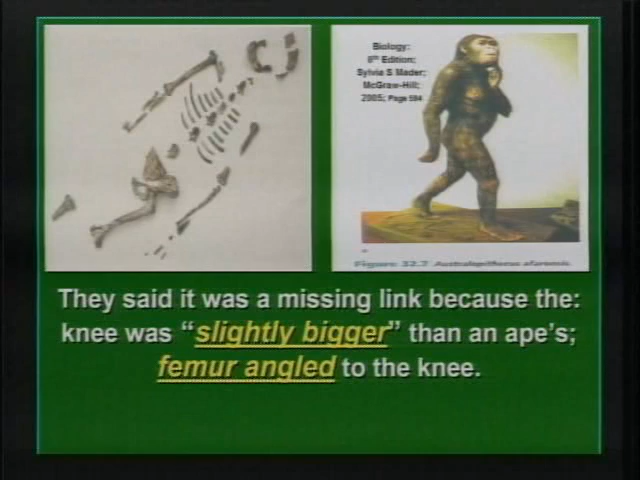 Biology:
8th Edition;
Sylvia S Mader;
McGraw-Hill;
2005; Page 594
Figure 32.7 Australopithecus afarensis
They said it was a missing link because the:
knee was “slightly bigger” than an ape’s;
femur angled to the knee.